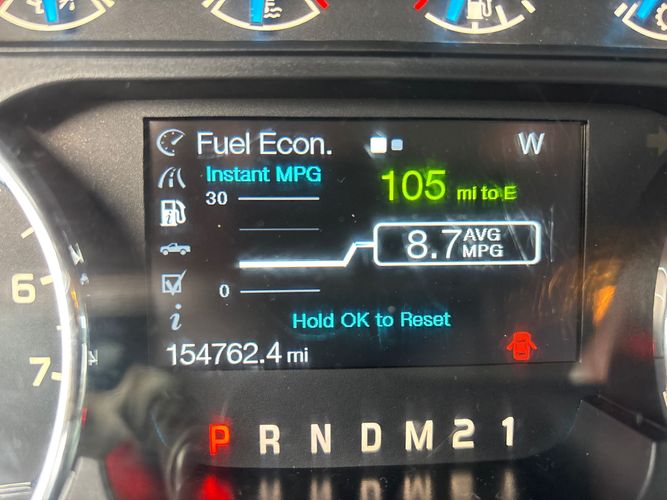 Fuel Econ.
W
Instant MPG
105 mi to E
30
8.7 AVG MPG
0
Hold OK to Reset
154762.4 mi
6
7
P R N D M 2 1